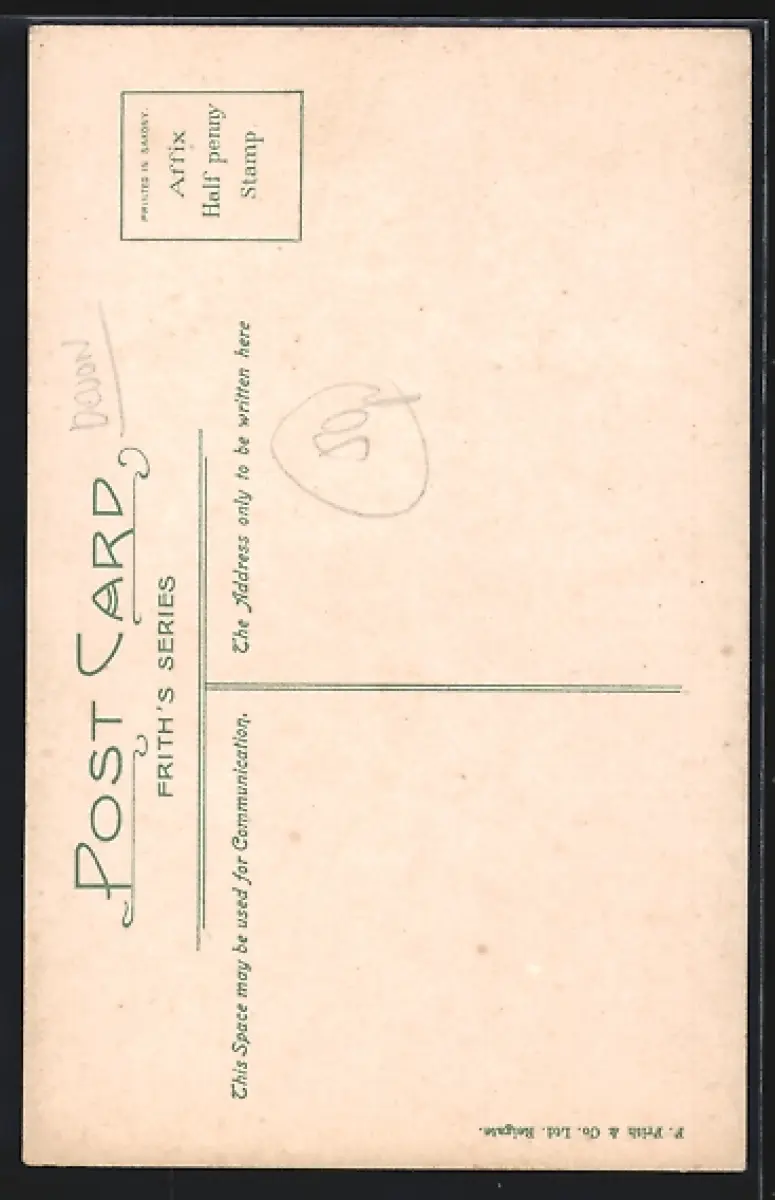 POST CARD
DEVON
FRITH'S SERIES
PRINTED IN SAXONY.
Affix
Half penny
Stamp
This Space may be used for Communication.
The Address only to be written here
50p
F. Frith & Co. Ltd. Reigate.